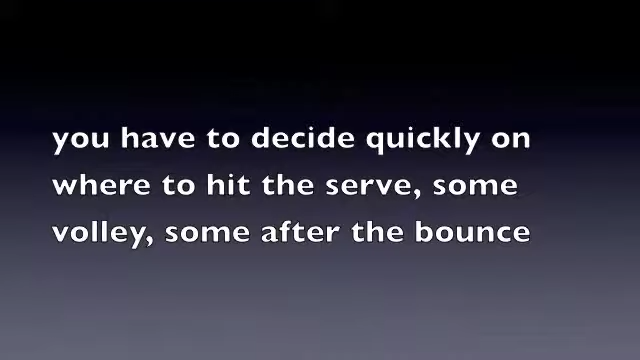 you have to decide quickly on
where to hit the serve, some
volley, some after the bounce